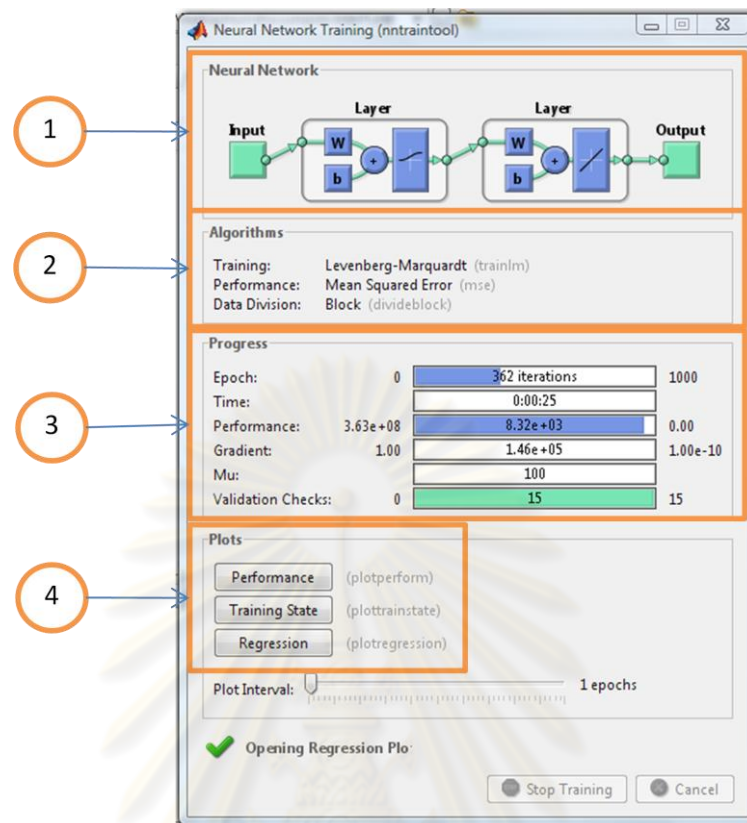 Neural Network Training (nntraintool)
1
Neural Network
Layer Layer
Input Output
W W
+ +
b b
2
Algorithms
Training: Levenberg-Marquardt (trainlm)
Performance: Mean Squared Error (mse)
Data Division: Block (divideblock)
3
Progress
Epoch: 0 362 iterations 1000
Time: 0:00:25
Performance: 3.63e+08 8.32e+03 0.00
Gradient: 1.00 1.46e+05 1.00e-10
Mu: 100
Validation Checks: 0 15 15
4
Plots
Performance (plotperform)
Training State (plottrainstate)
Regression (plotregression)
Plot Interval: 1 epochs
Opening Regression Plo
Stop Training Cancel